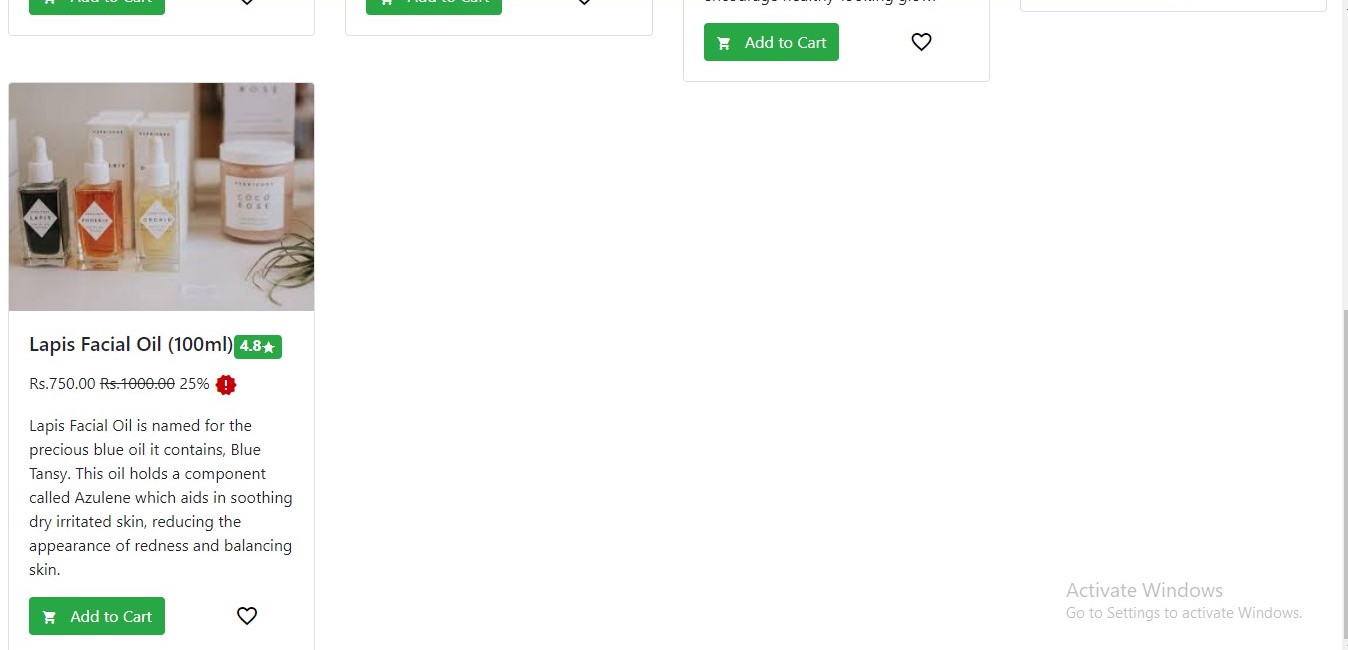 Add to Cart
Add to Cart
encourage healthy-looking glow.
Add to Cart
ROSE
LAPIS
PHOENIX
ORCHID
HERBIVORE
COCO
ROSE
Lapis Facial Oil (100ml) 4.8★
Rs.750.00 Rs.1000.00 25%
Lapis Facial Oil is named for the
precious blue oil it contains, Blue
Tansy. This oil holds a component
called Azulene which aids in soothing
dry irritated skin, reducing the
appearance of redness and balancing
skin.
Add to Cart
Activate Windows
Go to Settings to activate Windows.